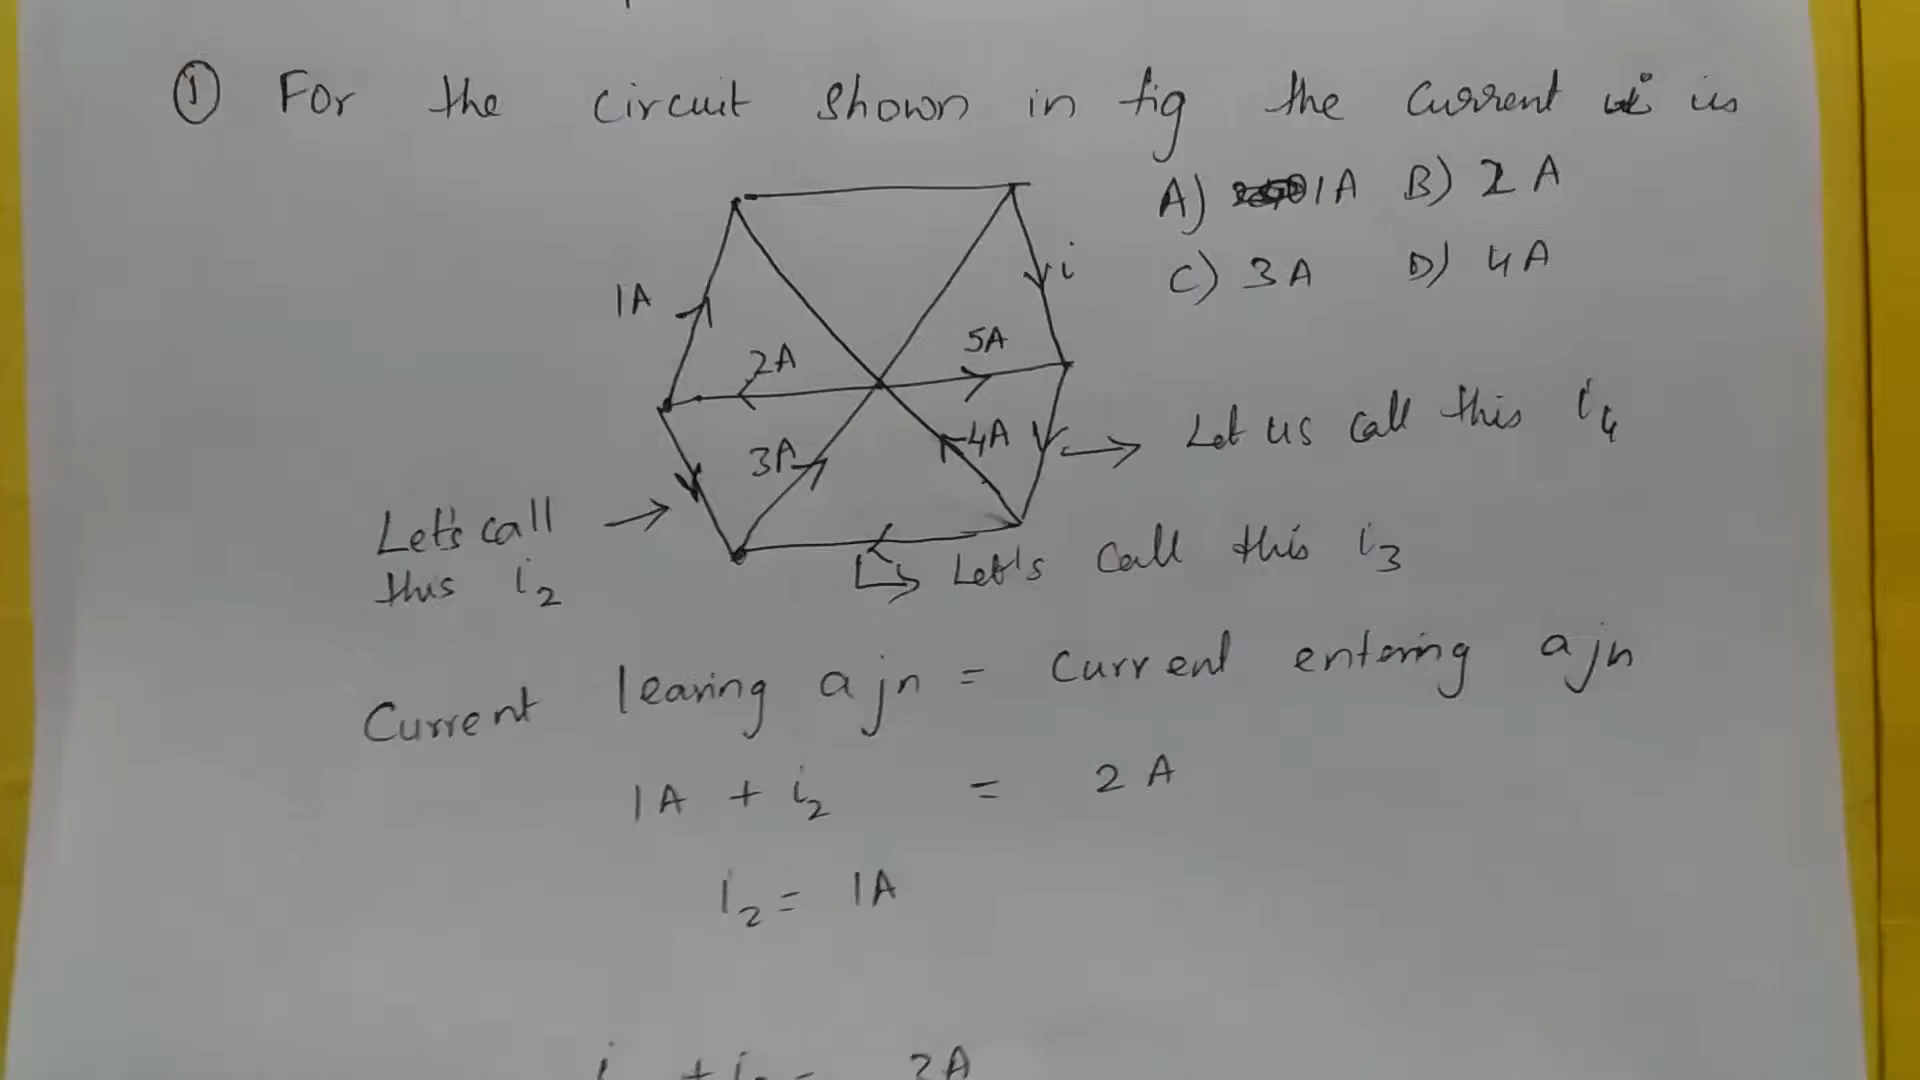 ① For the circuit shown in fig the current i is
A) 1A B) 2 A
C) 3 A D) 4 A
1A
i
2A
5A
3A
4A
Let us call this i4
Let's call
this i2
Let's call this i3
Current leaving a jn = current entering a jn
1A + i2 = 2 A
i2 = 1A